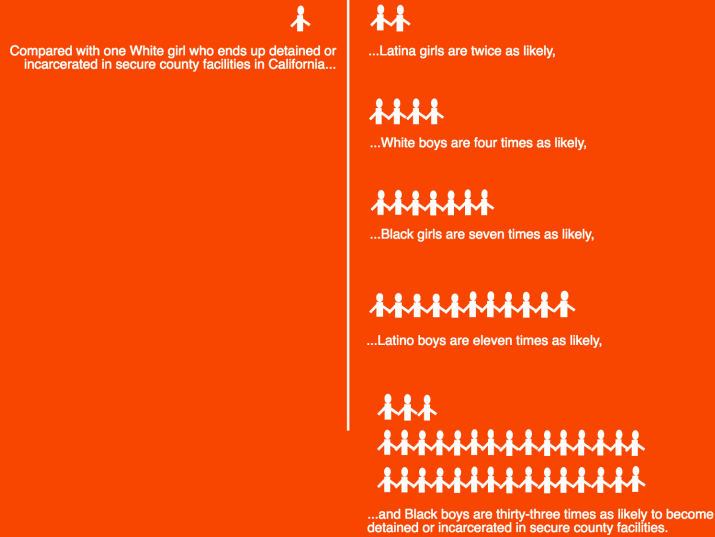 Compared with one White girl who ends up detained or
incarcerated in secure county facilities in California...
...Latina girls are twice as likely,
...White boys are four times as likely,
...Black girls are seven times as likely,
...Latino boys are eleven times as likely,
...and Black boys are thirty-three times as likely to become
detained or incarcerated in secure county facilities.